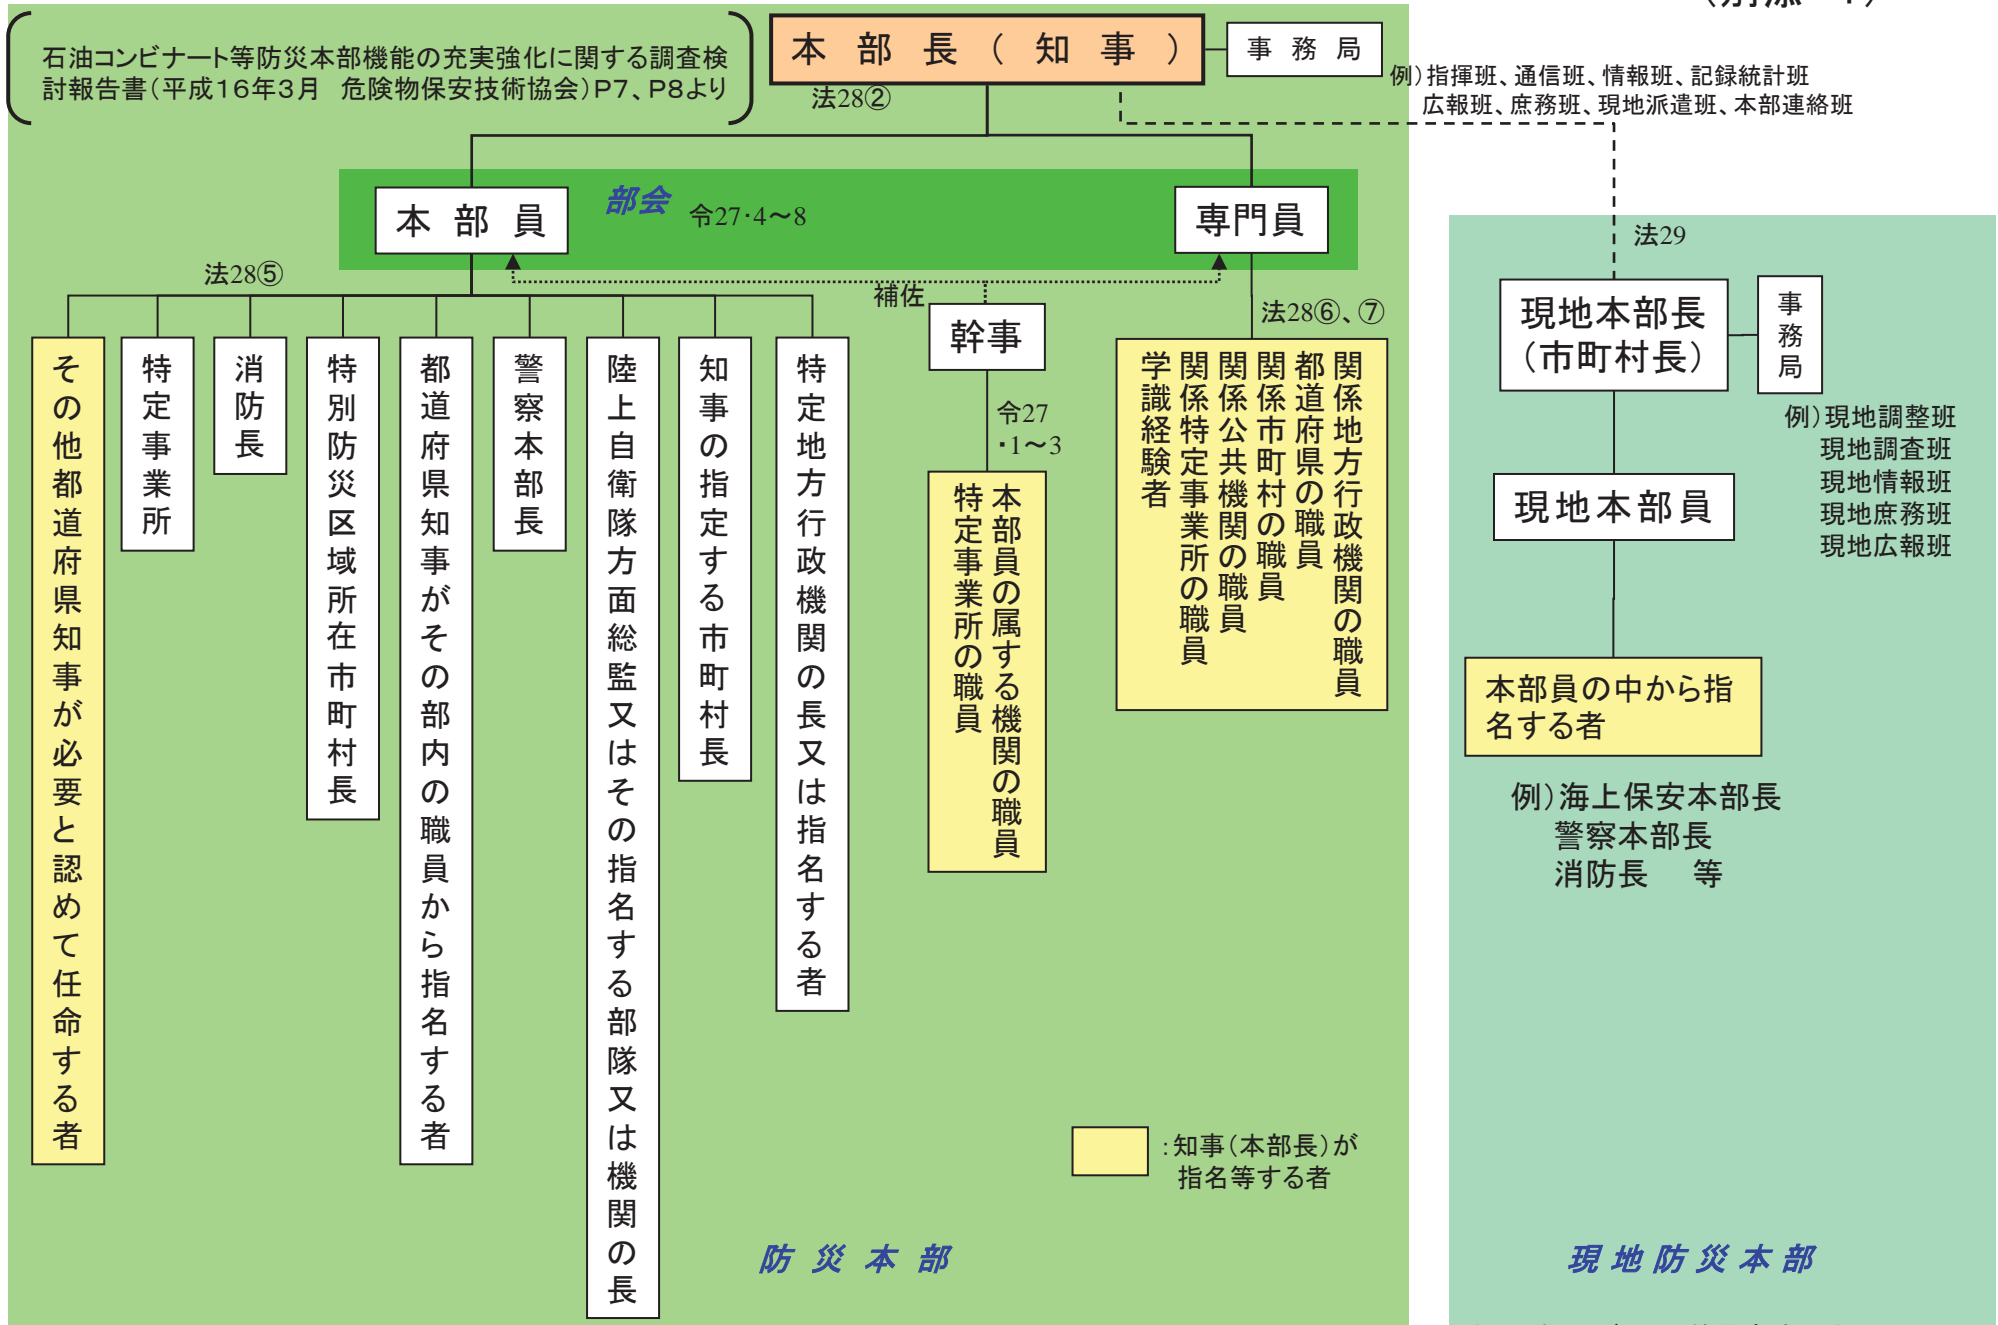 石油コンビナート等防災本部機能の充実強化に関する調査検
討報告書(平成16年3月　危険物保安技術協会)P7、P8より
本部長(知事)
事務局
例)指揮班、通信班、情報班、記録統計班
広報班、庶務班、現地派遣班、本部連絡班
法28②
部会
令27・4～8
本部員
専門員
法28⑤
補佐
幹事
法28⑥、⑦
令27
・1～3
その他都道府県知事が必要と認めて任命する者
特定事業所
消防長
特別防災区域所在市町村長
都道府県知事がその部内の職員から指名する者
警察本部長
陸上自衛隊方面総監又はその指名する部隊又は機関の長
知事の指定する市町村長
特定地方行政機関の長又は指名する者
本部員の属する機関の職員
特定事業所の職員
関係地方行政機関の職員
都道府県の職員
関係市町村の職員
関係公共機関の職員
関係特定事業所の職員
学識経験者
:知事(本部長)が
指名等する者
防災本部
法29
現地本部長
(市町村長)
事務局
例)現地調整班
現地調査班
現地情報班
現地庶務班
現地広報班
現地本部員
本部員の中から指
名する者
例)海上保安本部長
警察本部長
消防長　等
現地防災本部